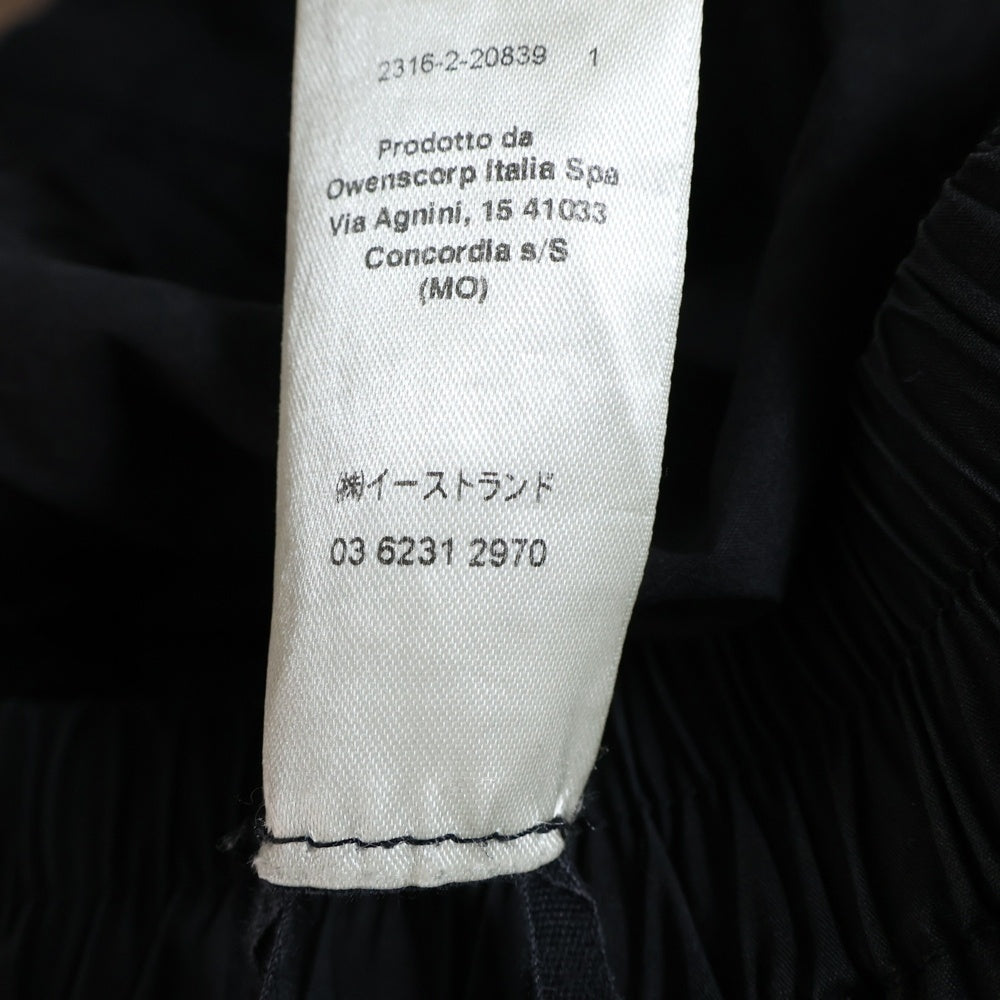 2316-2-20839 1
Prodotto da
Owenscorp Italia Spa
Via Agnini, 15 41033
Concordia s/S
(MO)
㈱イーストランド
03 6231 2970